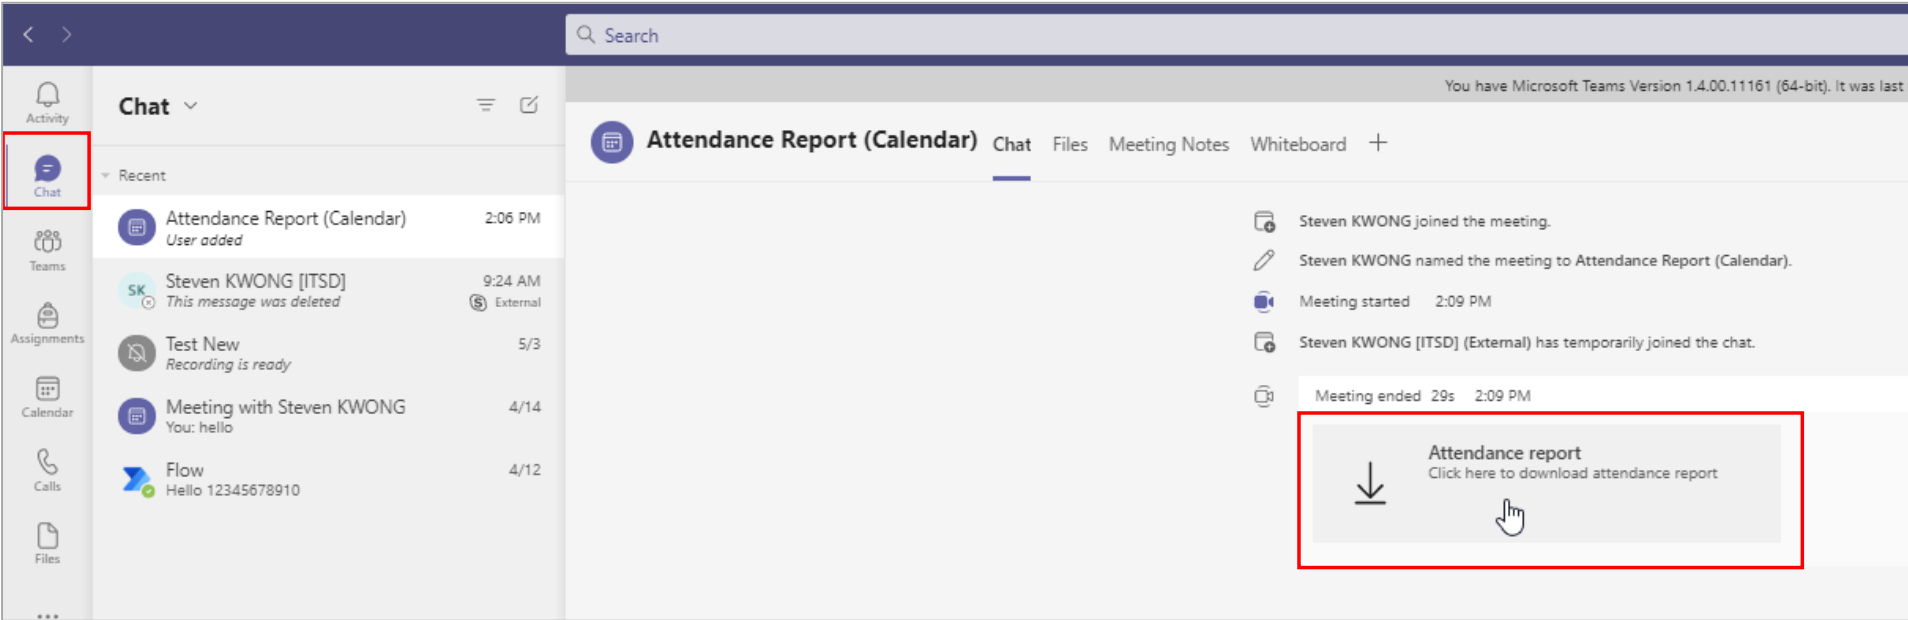 Search
You have Microsoft Teams Version 1.4.00.11161 (64-bit). It was last
Activity
Chat
Teams
Assignments
Calendar
Calls
Files
Chat
Recent
Attendance Report (Calendar) 2:06 PM
User added
Steven KWONG [ITSD] 9:24 AM
This message was deleted External
SK
Test New 5/3
Recording is ready
Meeting with Steven KWONG 4/14
You: hello
Flow 4/12
Hello 12345678910
Attendance Report (Calendar) Chat Files Meeting Notes Whiteboard
Steven KWONG joined the meeting.
Steven KWONG named the meeting to Attendance Report (Calendar).
Meeting started 2:09 PM
Steven KWONG [ITSD] (External) has temporarily joined the chat.
Meeting ended 29s 2:09 PM
Attendance report
Click here to download attendance report